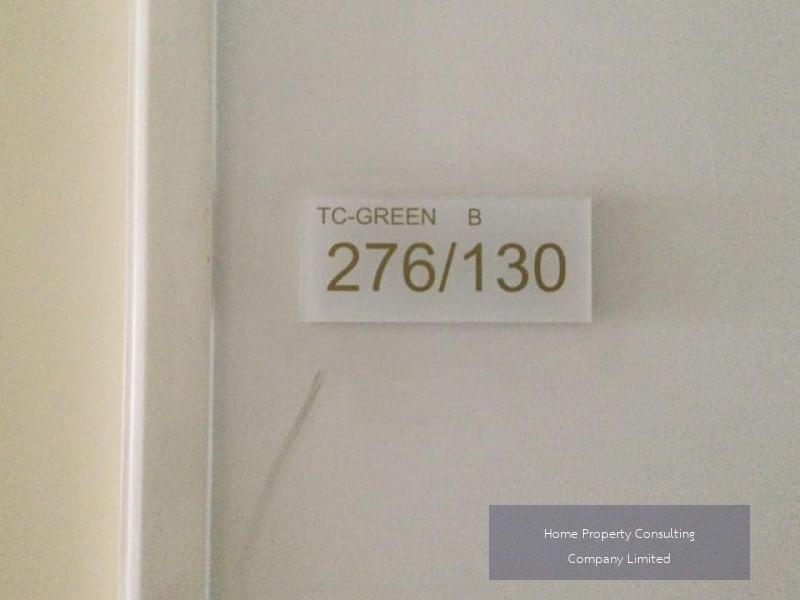 TC-GREEN B
276/130
Home Property Consulting
Company Limited